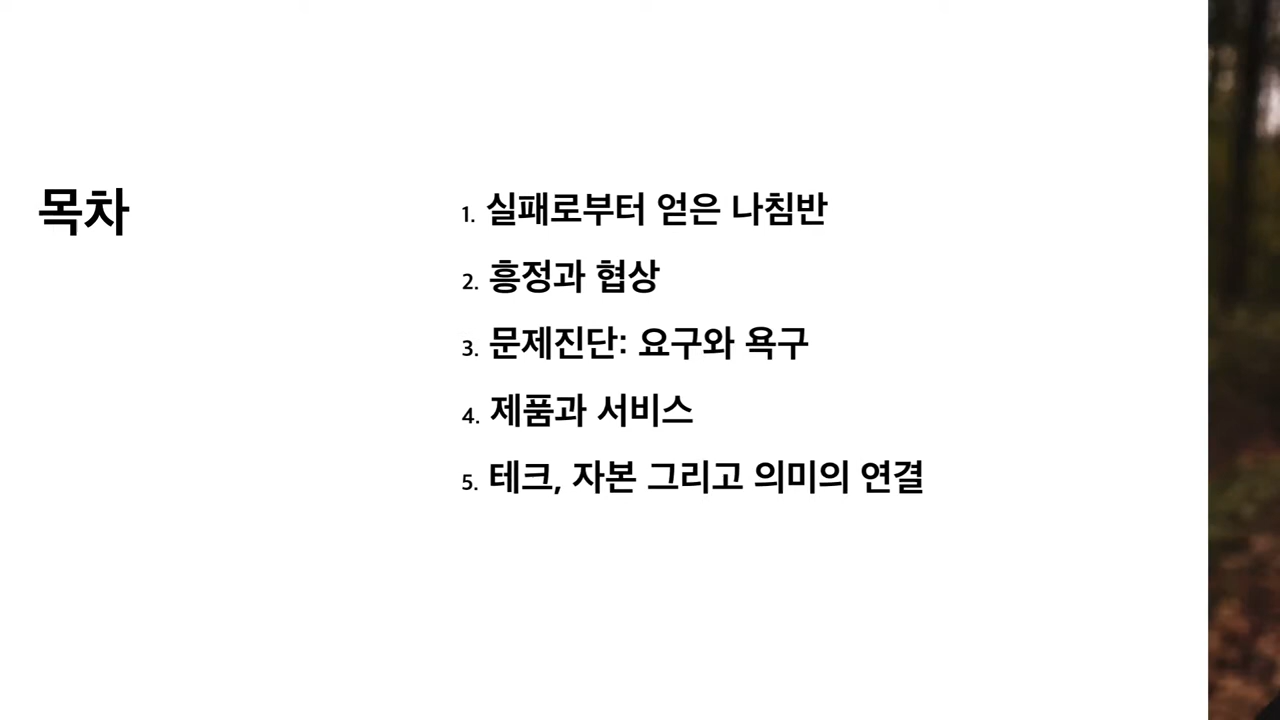 목차
1. 실패로부터 얻은 나침반
2. 흥정과 협상
3. 문제진단: 요구와 욕구
4. 제품과 서비스
5. 테크, 자본 그리고 의미의 연결